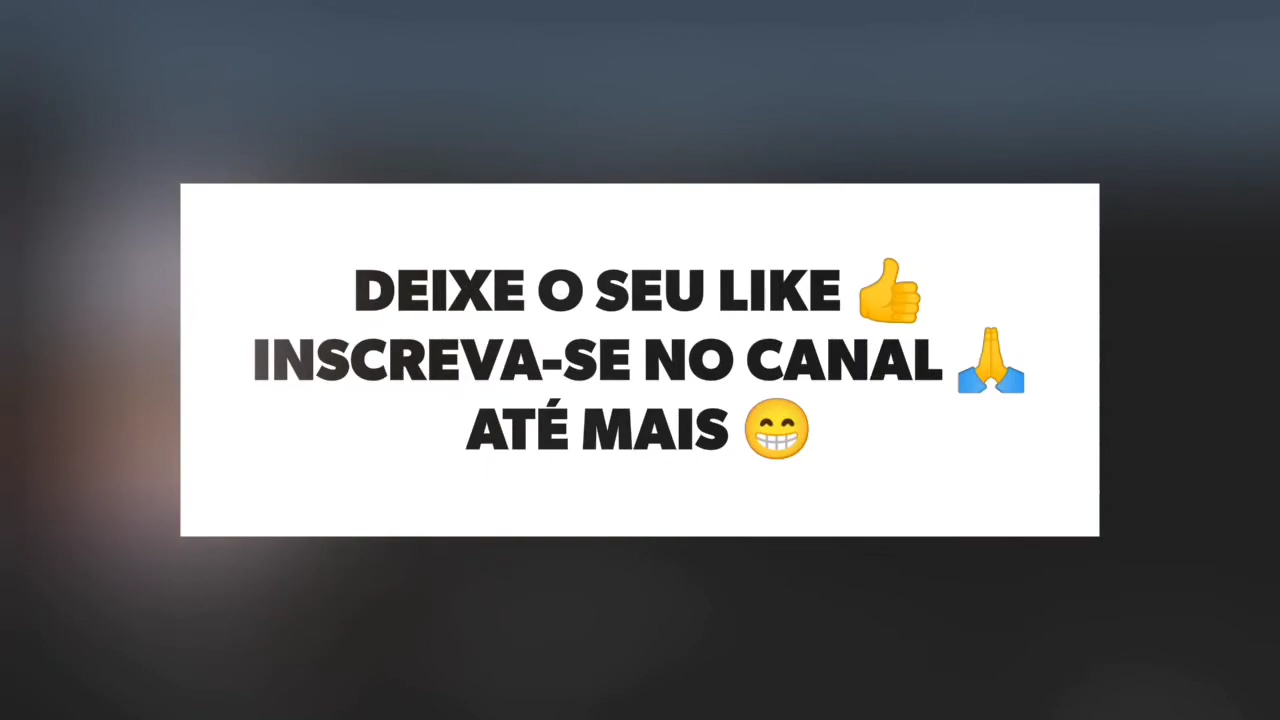 DEIXE O SEU LIKE 👍
INSCREVA-SE NO CANAL 🙏
ATÉ MAIS 😁